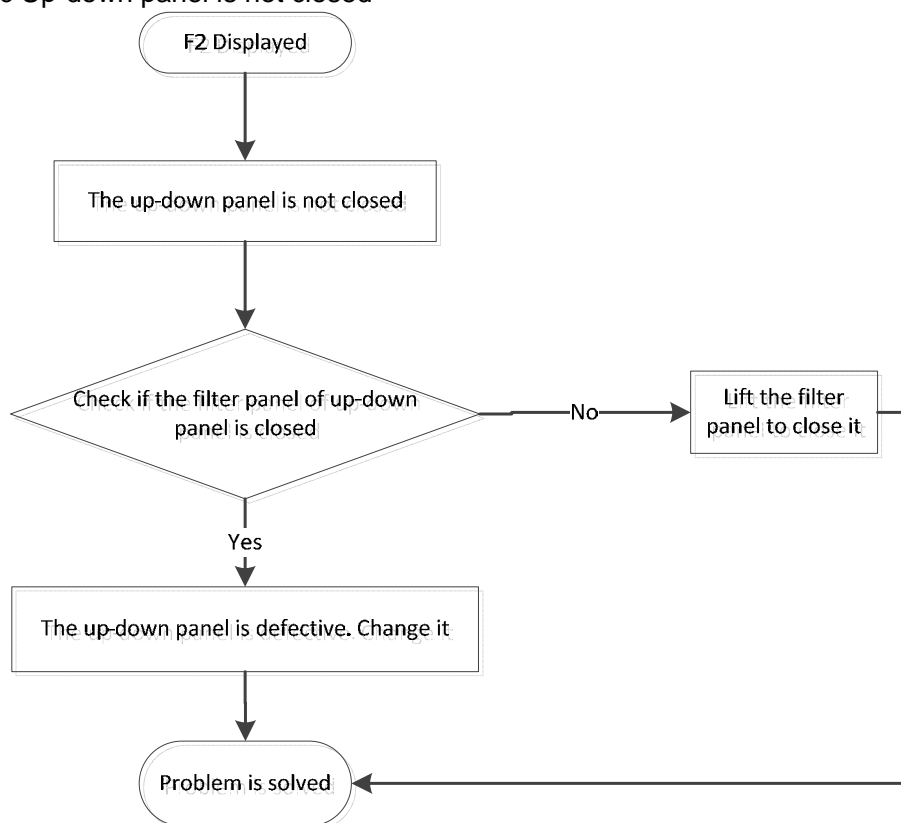 Up-down panel is not closed
F2 Displayed
The up-down panel is not closed
Check if the filter panel of up-down
panel is closed
No
Lift the filter
panel to close it
Yes
The up-down panel is defective. Change it
Problem is solved